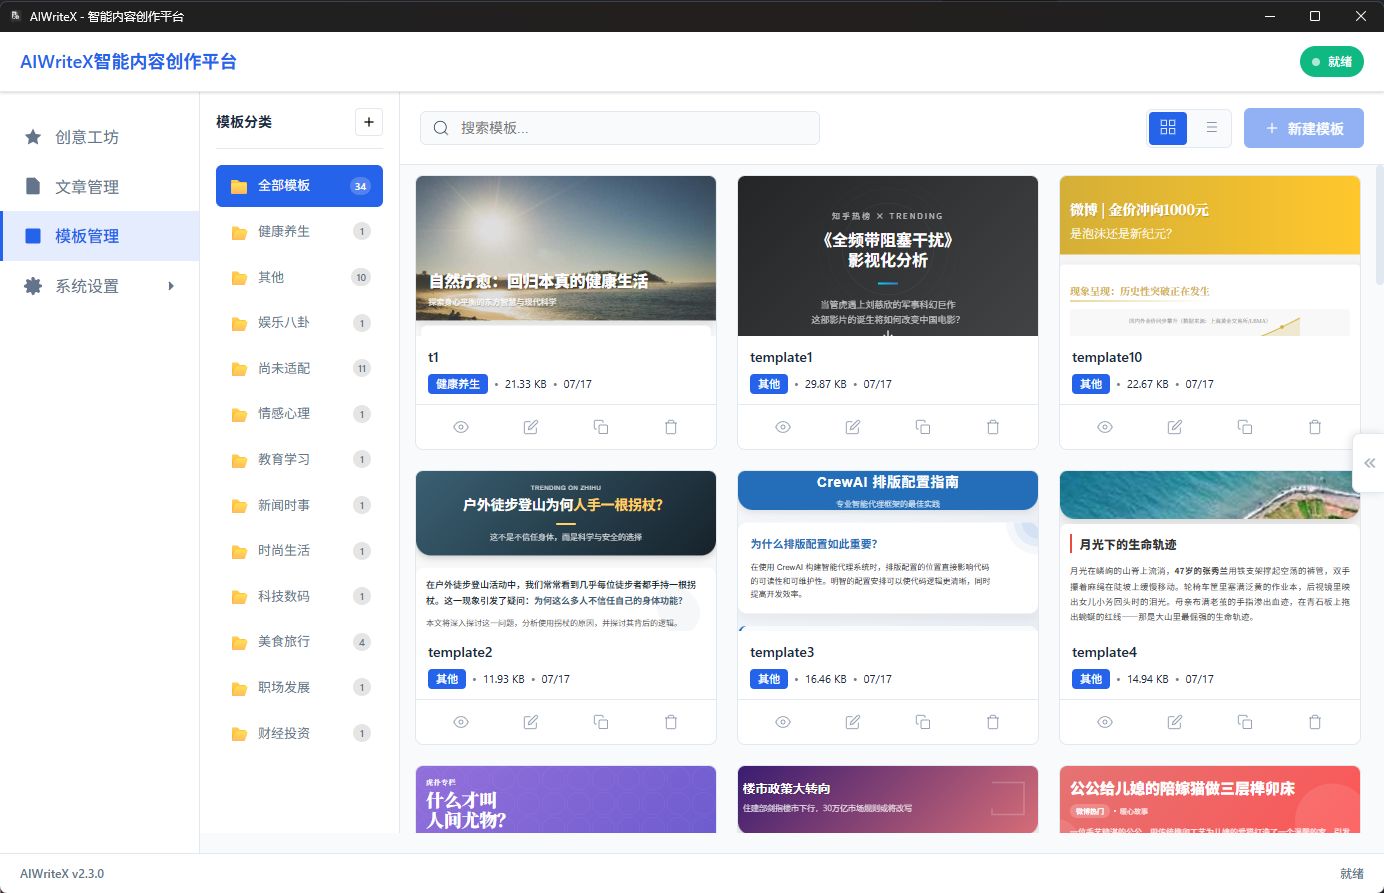 AIWriteX - 智能内容创作平台
AIWriteX智能内容创作平台
就绪
创意工坊
文章管理
模板管理
系统设置
模板分类
+
全部模板 34
健康养生 1
其他 10
娱乐八卦 1
尚未适配 11
情感心理 1
教育学习 1
新闻时事 1
时尚生活 1
科技数码 1
美食旅行 4
职场发展 1
财经投资 1
搜索模板...
+ 新建模板
自然疗愈：回归本真的健康生活
探索身心平衡的东方智慧与现代科学
t1
健康养生 • 21.33 KB • 07/17
知乎热榜 × TRENDING
《全频带阻塞干扰》
影视化分析
当管虎遇上刘慈欣的军事科幻巨作
这部影片的诞生将如何改变中国电影？
template1
其他 • 29.87 KB • 07/17
微博 | 金价冲向1000元
是泡沫还是新纪元？
现象呈现：历史性突破正在发生
template10
其他 • 22.67 KB • 07/17
TRENDING ON ZHIHU
户外徒步登山为何人手一根拐杖？
这不是不信任身体，而是科学与安全的选择
在户外徒步登山活动中，我们常常看到几乎每位徒步者都手持一根拐
杖。这一现象引发了疑问：为何这么多人不信任自己的身体功能？
本文将深入探讨这一问题，分析使用拐杖的原因，并探讨其背后的逻辑。
template2
其他 • 11.93 KB • 07/17
CrewAI 排版配置指南
专业智能代理框架的最佳实践
为什么排版配置如此重要？
在使用 CrewAI 构建智能代理系统时，排版配置的位置直接影响代码
的可读性和可维护性。明智的配置安排可以使代码逻辑更清晰，同时
提高开发效率。
template3
其他 • 16.46 KB • 07/17
月光下的生命轨迹
月光在嶙峋的山脊上流淌，47岁的张秀兰用铁支架撑起空荡的裤管，双手
攥着麻绳在陡坡上缓慢移动。轮椅车筐里塞满泛黄的作业本，后视镜里映
出女儿小芳回头时的泪光。母亲布满老茧的手指渗出血迹，在青石板上拖
出蜿蜒的红线——那是大山里最倔强的生命轨迹。
template4
其他 • 14.94 KB • 07/17
虎扑专栏
什么才叫
人间尤物？
楼市政策大转向
住建部剑指楼市下行，30万亿市场规则或将改写
公公给儿媳的陪嫁猫做三层榫卯床
微博热门 • 暖心故事
AIWriteX v2.3.0
就绪